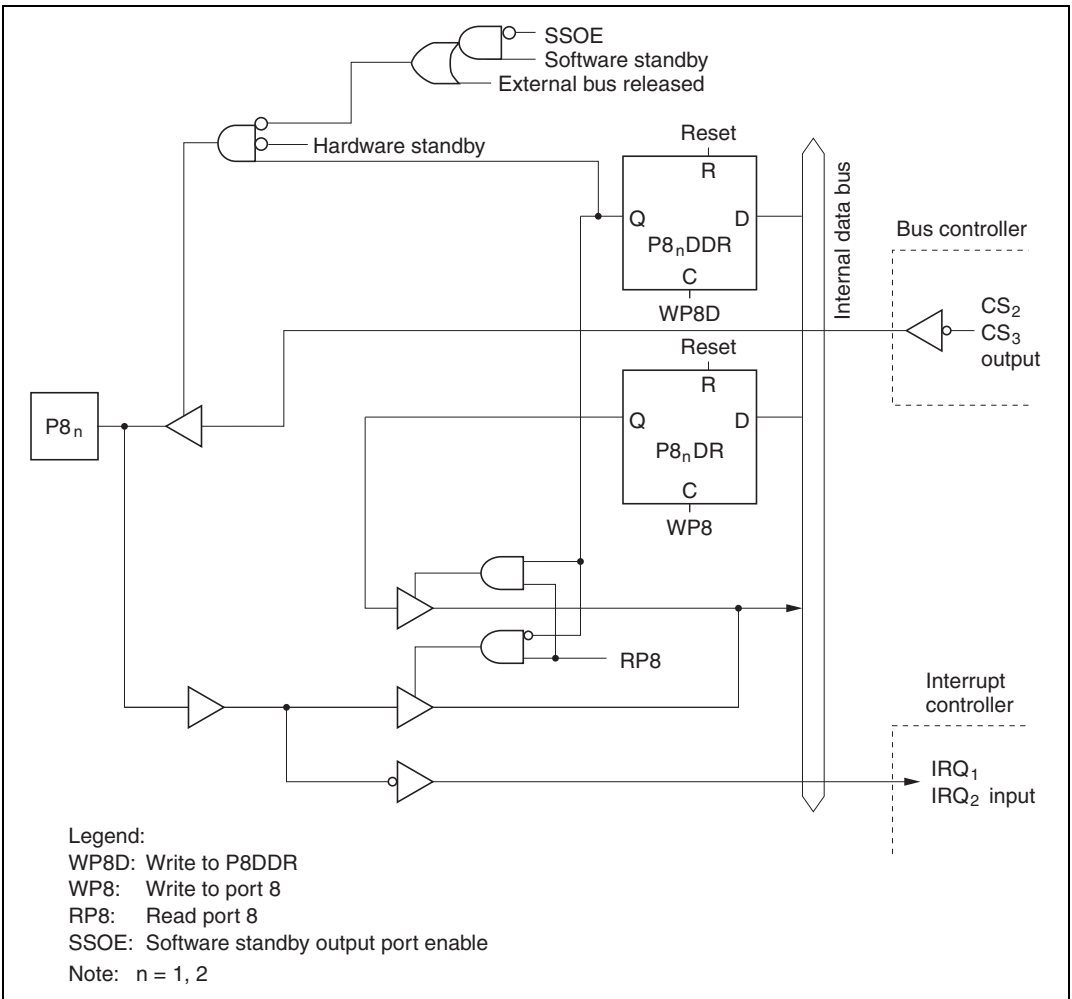 SSOE
Software standby
External bus released
Hardware standby
Reset
R
Q
D
P8nDDR
C
WP8D
Internal data bus
Bus controller
CS2
CS3
output
Reset
R
Q
D
P8nDR
C
WP8
P8n
RP8
Interrupt
controller
IRQ1
IRQ2 input
Legend:
WP8D: Write to P8DDR
WP8: Write to port 8
RP8: Read port 8
SSOE: Software standby output port enable
Note: n = 1, 2